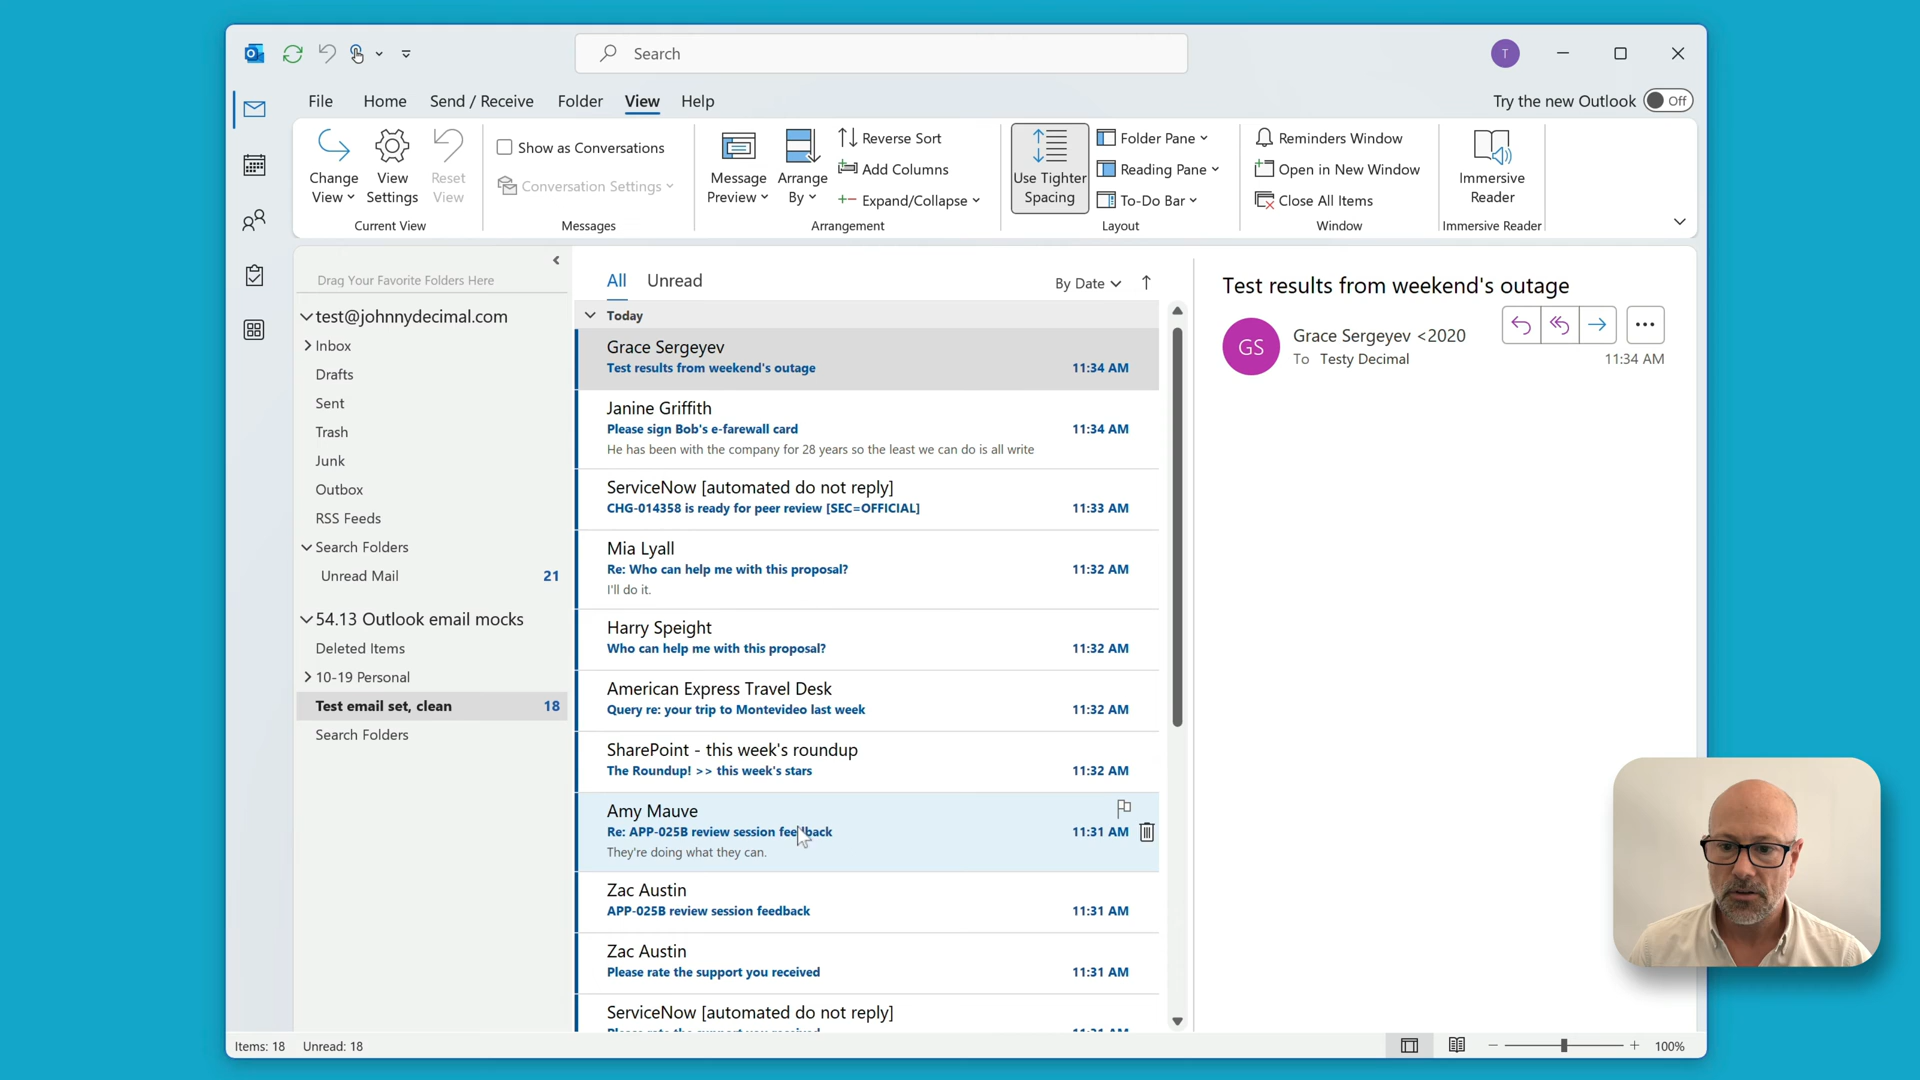 Search
T
File Home Send / Receive Folder View Help
Try the new Outlook Off
Change View
View Settings
Reset View
Current View
Show as Conversations
Conversation Settings
Messages
Message Preview
Arrange By
Reverse Sort
Add Columns
Expand/Collapse
Arrangement
Use Tighter Spacing
Folder Pane
Reading Pane
To-Do Bar
Layout
Reminders Window
Open in New Window
Close All Items
Window
Immersive Reader
Immersive Reader
Drag Your Favorite Folders Here
test@johnnydecimal.com
Inbox
Drafts
Sent
Trash
Junk
Outbox
RSS Feeds
Search Folders
Unread Mail 21
54.13 Outlook email mocks
Deleted Items
10-19 Personal
Test email set, clean 18
Search Folders
All Unread By Date
Today
Grace Sergeyev
Test results from weekend's outage 11:34 AM
Janine Griffith
Please sign Bob's e-farewall card 11:34 AM
He has been with the company for 28 years so the least we can do is all write
ServiceNow [automated do not reply]
CHG-014358 is ready for peer review [SEC=OFFICIAL] 11:33 AM
Mia Lyall
Re: Who can help me with this proposal? 11:32 AM
I'll do it.
Harry Speight
Who can help me with this proposal? 11:32 AM
American Express Travel Desk
Query re: your trip to Montevideo last week 11:32 AM
SharePoint - this week's roundup
The Roundup! >> this week's stars 11:32 AM
Amy Mauve
Re: APP-025B review session feedback 11:31 AM
They're doing what they can.
Zac Austin
APP-025B review session feedback 11:31 AM
Zac Austin
Please rate the support you received 11:31 AM
ServiceNow [automated do not reply]
Please rate the support you received 11:31 AM
Test results from weekend's outage
GS
Grace Sergeyev <2020
To Testy Decimal
11:34 AM
Items: 18 Unread: 18
100%